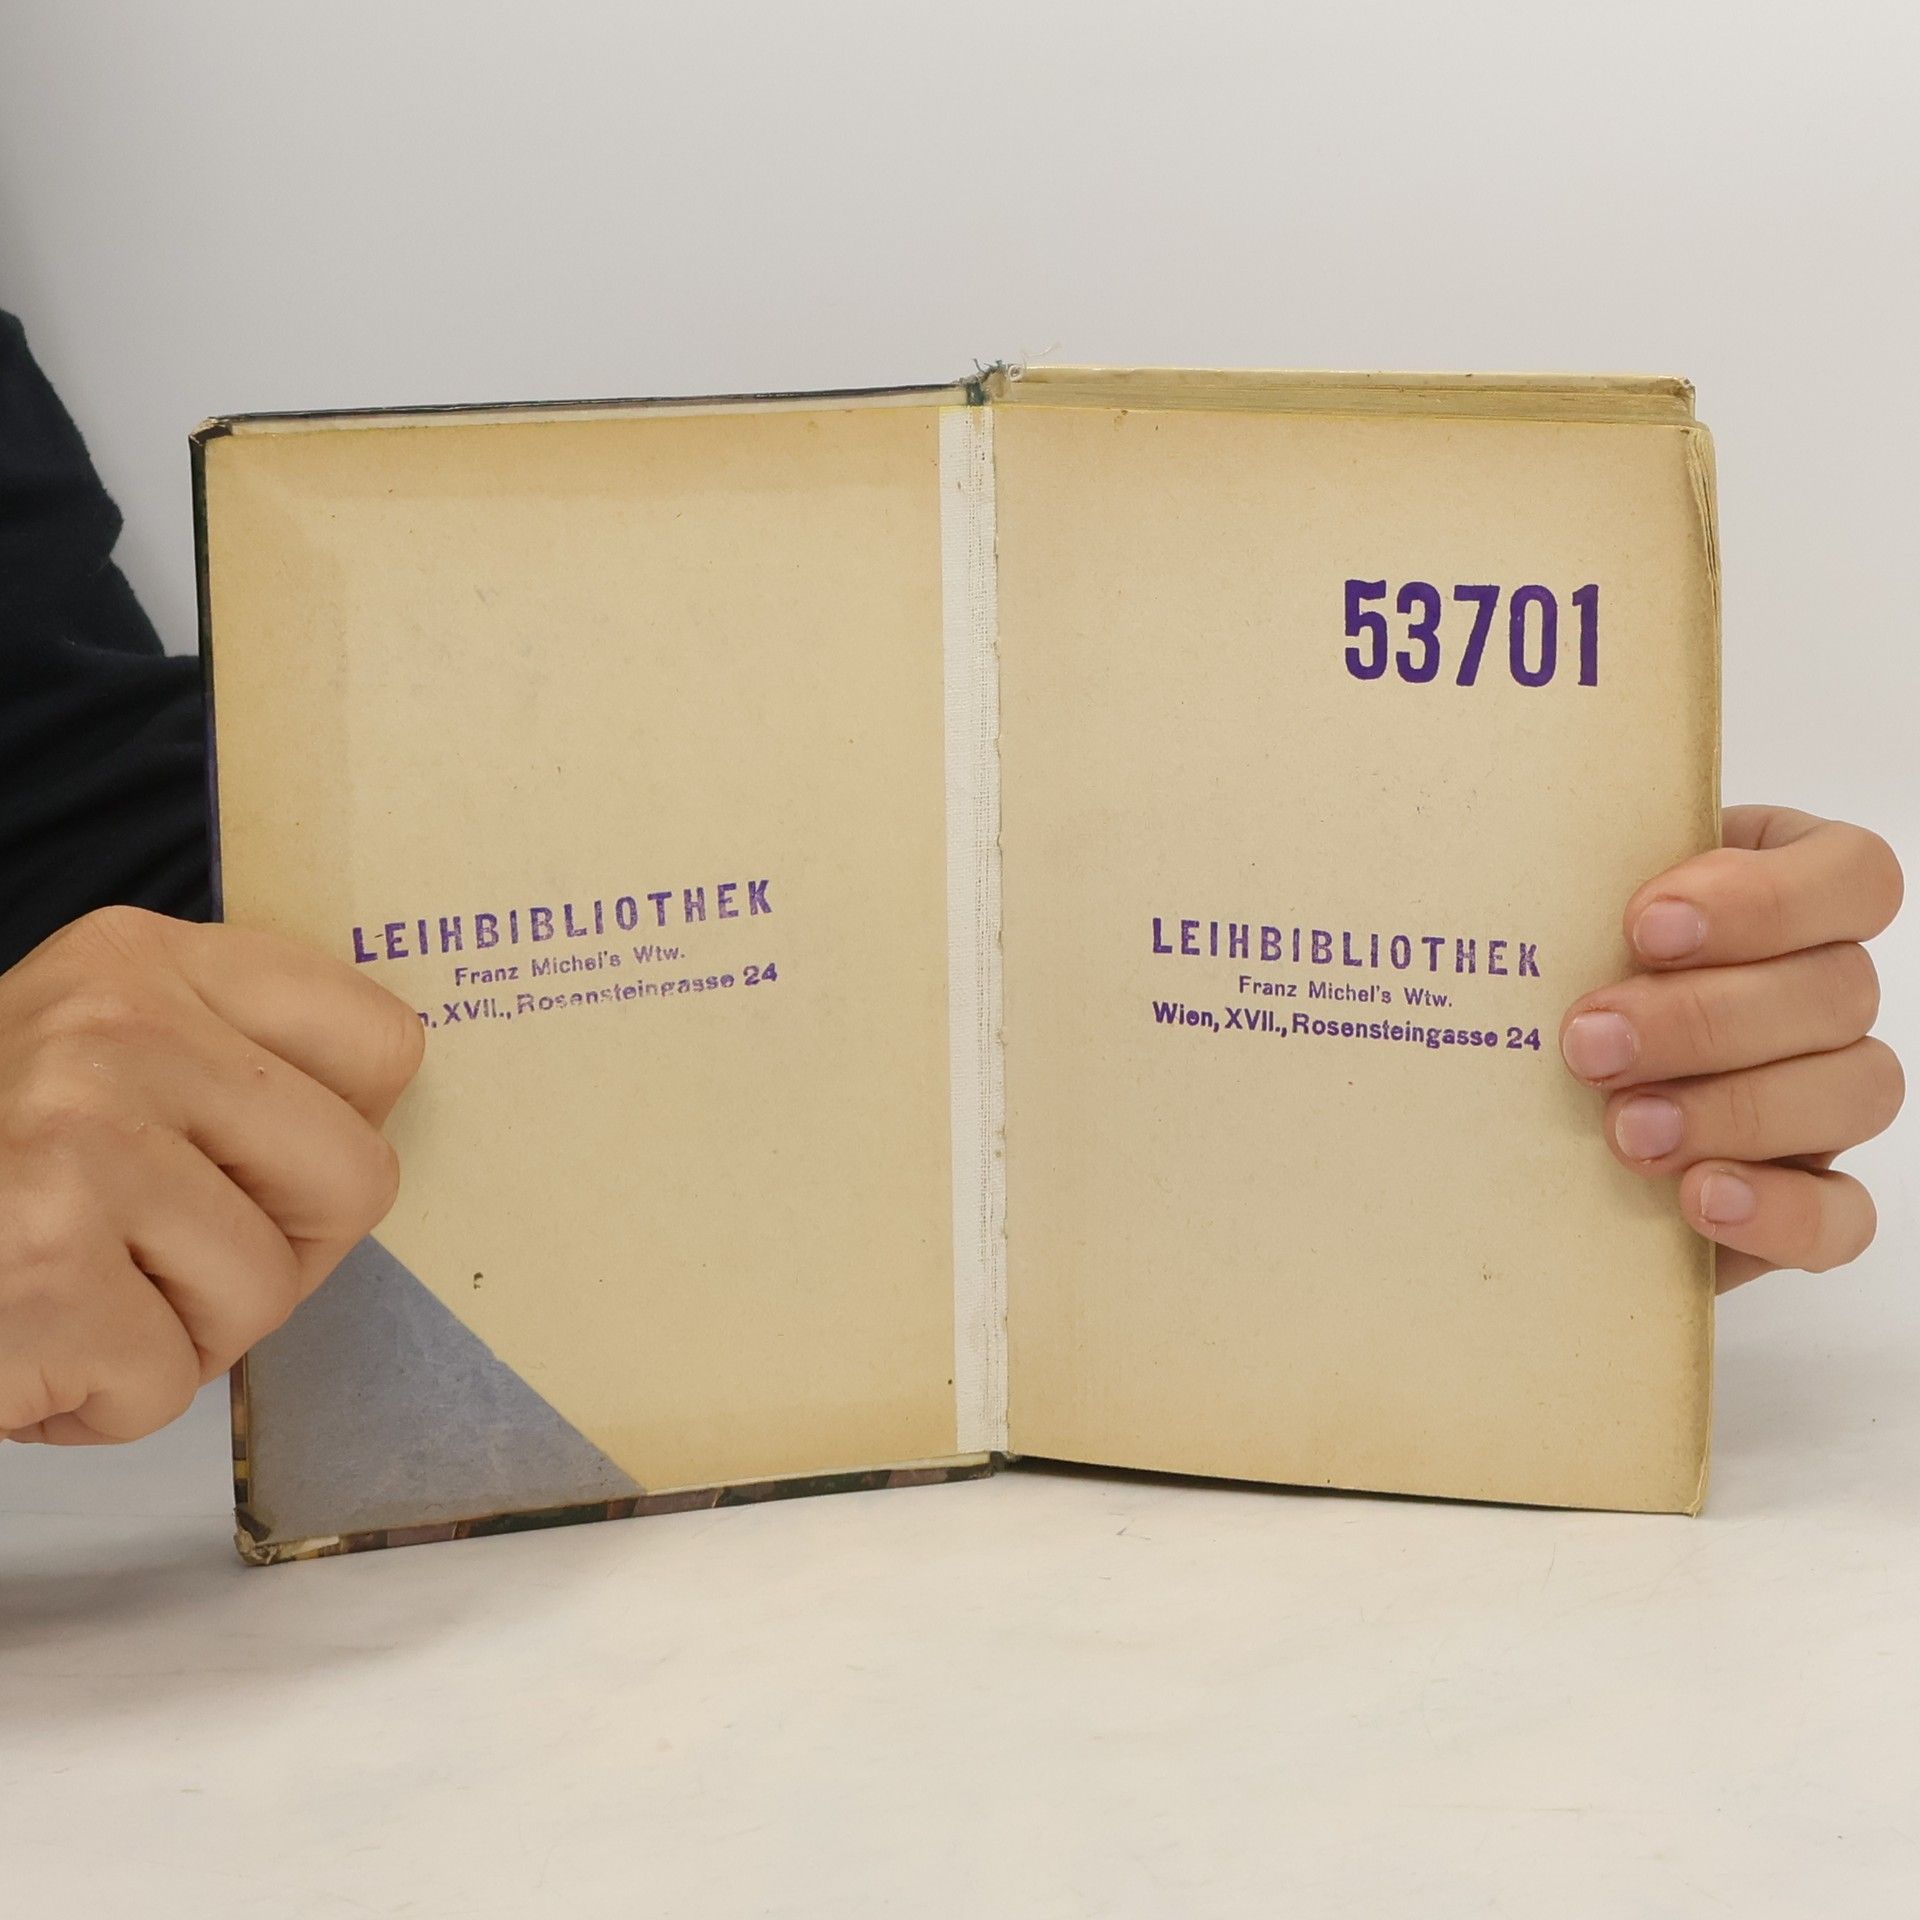 LEIHBIBLIOTHEK
Franz Michel's Wtw.
XVII., Rosensteingasse 24
53701
LEIHBIBLIOTHEK
Franz Michel's Wtw.
Wien, XVII., Rosensteingasse 24